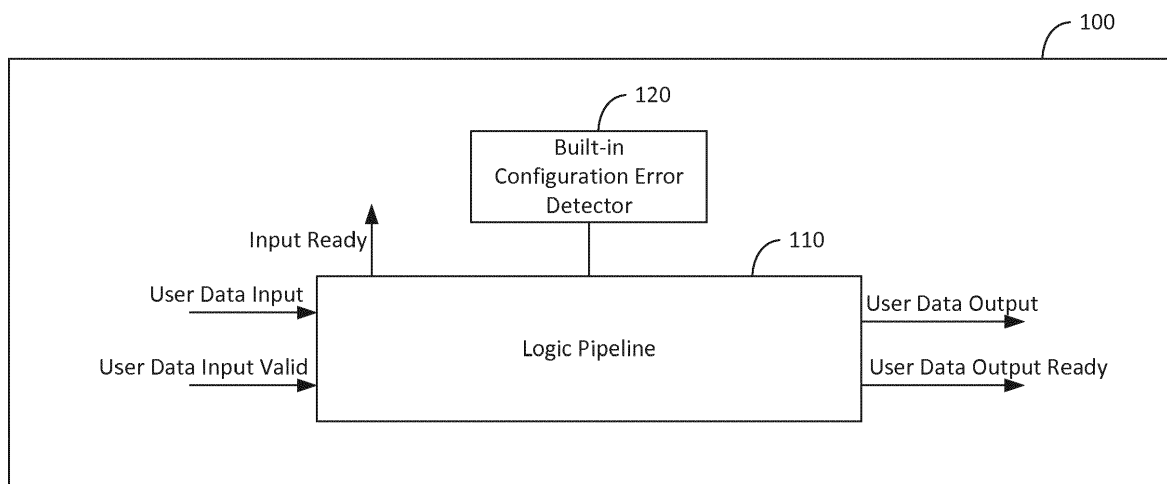 100
120
Built-in
Configuration Error
Detector
Input Ready
110
User Data Input
User Data Output
Logic Pipeline
User Data Input Valid
User Data Output Ready